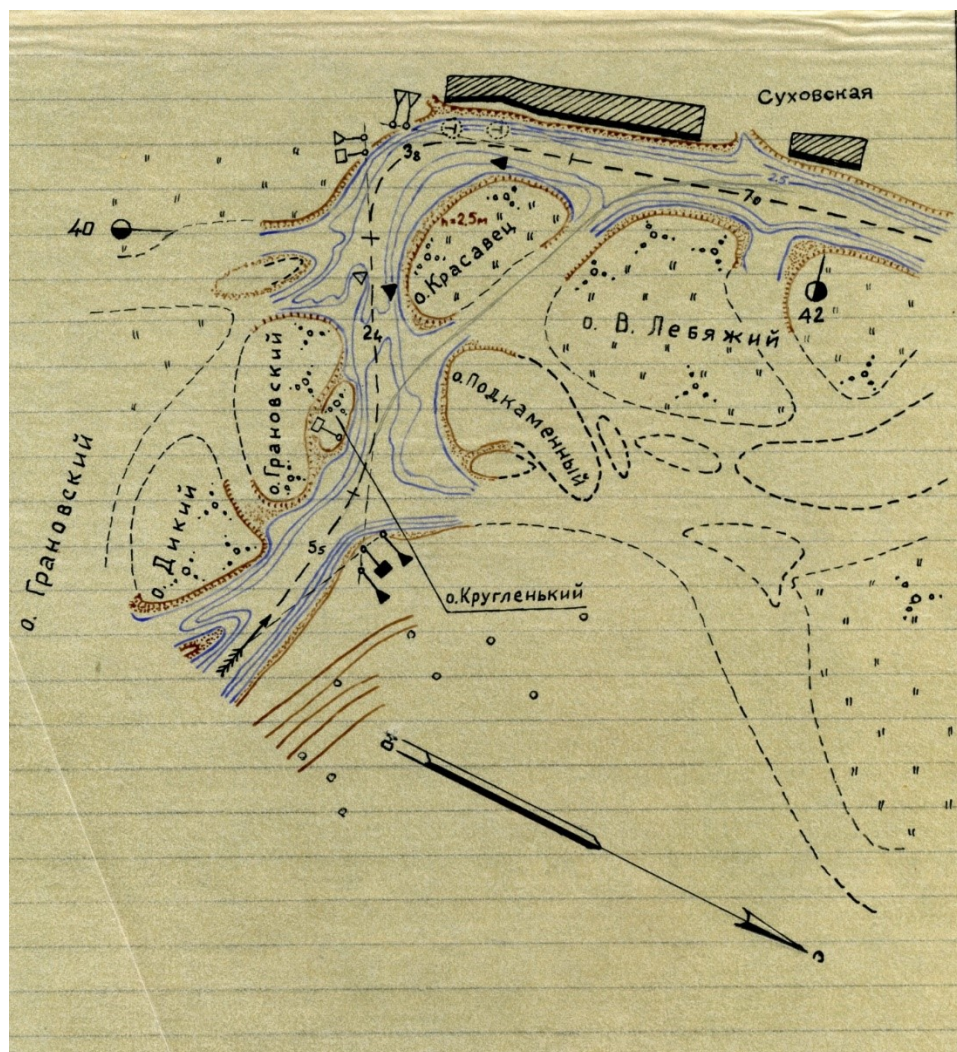 Суховская
38
70
25
40
h=2,5м
о. Красавец
24
42
о. В. Лебяжий
о. Грановский
о. Подкаменный
о. Грановский
о. Дикий
55
о. Кругленький
Ю
С